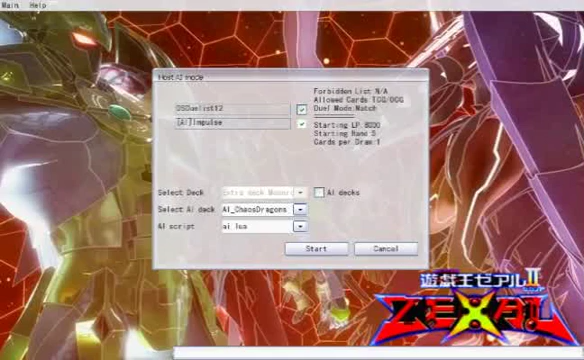 Main Help
Host AI mode
Forbidden List N/A
Allowed Cards:TCG/OCG
Duel Mode:Match
==========
Starting LP:8000
Starting Hand 5
Cards per Draw:1
[AI]Impulse
Select Deck
AI decks
Select AI deck AI_ChaosDragons
AI script ai.lua
Start Cancel
遊戯王ゼアルII
ZEXAL